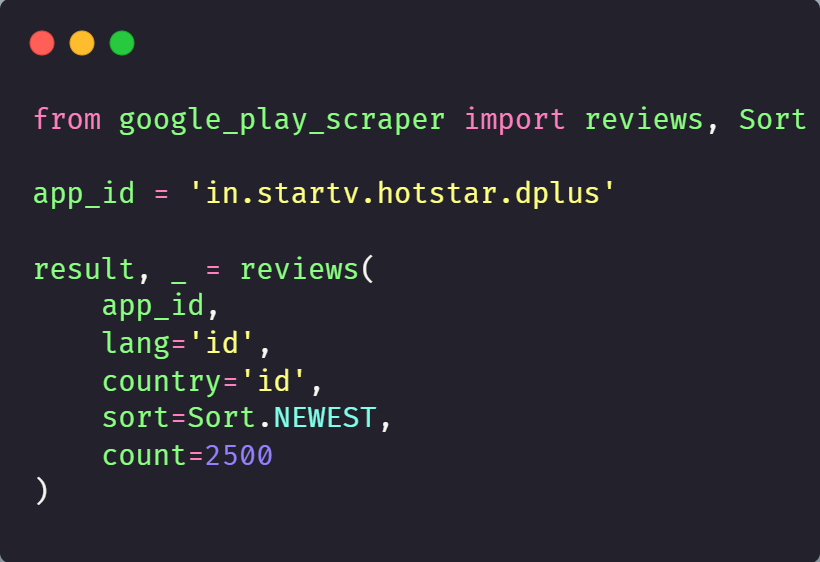 from google_play_scraper import reviews, Sort
app_id = 'in.startv.hotstar.dplus'
result, _ = reviews(
    app_id,
    lang='id',
    country='id',
    sort=Sort.NEWEST,
    count=2500
)